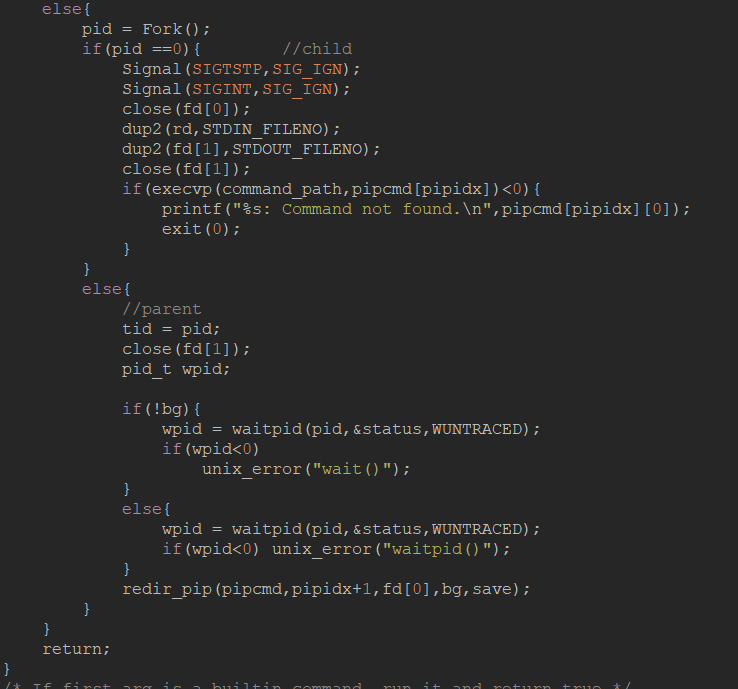 else{
        pid = Fork();
        if(pid ==0){        //child
            Signal(SIGTSTP,SIG_IGN);
            Signal(SIGINT,SIG_IGN);
            close(fd[0]);
            dup2(rd,STDIN_FILENO);
            dup2(fd[1],STDOUT_FILENO);
            close(fd[1]);
            if(execvp(command_path,pipcmd[pipidx])<0){
                printf("%s: Command not found.\n",pipcmd[pipidx][0]);
                exit(0);
            }
        }
        else{
            //parent
            tid = pid;
            close(fd[1]);
            pid_t wpid;

            if(!bg){
                wpid = waitpid(pid,&status,WUNTRACED);
                if(wpid<0)
                    unix_error("wait()");
            }
            else{
                wpid = waitpid(pid,&status,WUNTRACED);
                if(wpid<0) unix_error("waitpid()");
            }
            redir_pip(pipcmd,pipidx+1,fd[0],bg,save);
        }
    }
    return;
}
/* If first arg is a builtin command, run it and return true */